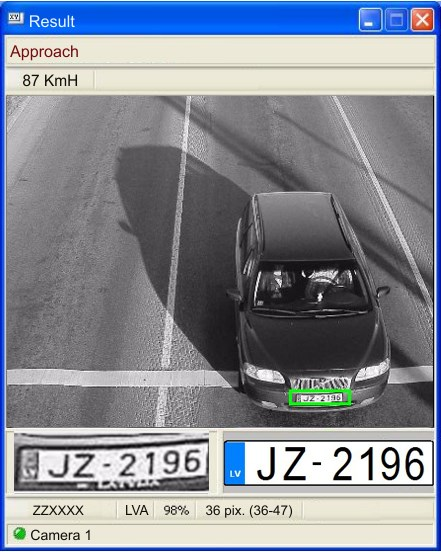 Result
Approach
87 KmH
JZ-2196
JZ-2196
LATVIJA
LV JZ-2196
ZZXXXX LVA 98% 36 pix. (36-47)
Camera 1